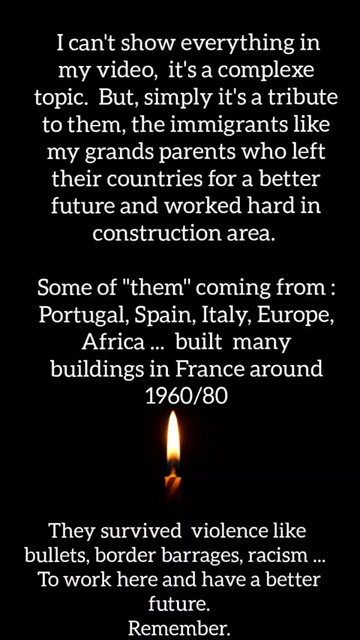 I can't show everything in
my video, it's a complexe
topic. But, simply it's a tribute
to them, the immigrants like
my grands parents who left
their countries for a better
future and worked hard in
construction area.
Some of "them" coming from :
Portugal, Spain, Italy, Europe,
Africa ... built many
buildings in France around
1960/80
They survived violence like
bullets, border barrages, racism ...
To work here and have a better
future.
Remember.